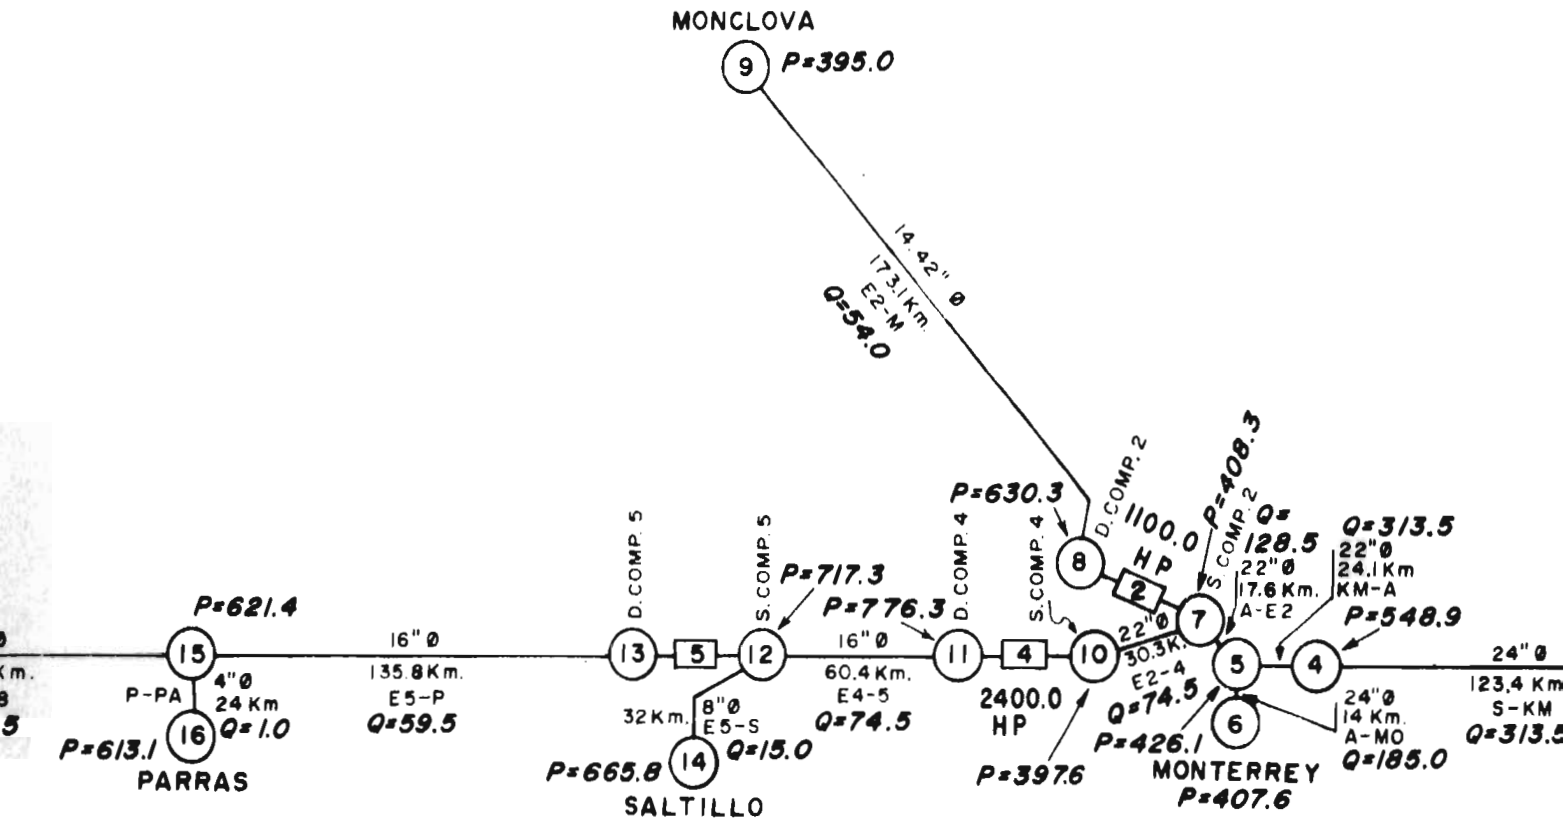 MONCLOVA
9
P=395.0
14.42" Ø
173.1 Km.
E2-M
Q=54.0
P=630.3
D. COMP. 2
1100.0
HP
P=408.3
S. COMP. 2
8
2
7
Q=
128.5
22"Ø
17.6 Km.
A-E2
Q=313.5
22"Ø
24.1 Km
KM-A
P=548.9
D. COMP. 5
S. COMP. 5
P=717.3
P=776.3
D. COMP. 4
S. COMP. 4
P=621.4
15
16"Ø
135.8 Km.
E5-P
Q=59.5
13
5
12
16"Ø
60.4 Km.
E4-5
Q=74.5
11
4
10
2400.0
HP
22"Ø
30.3 K.
E2-4
Q=74.5
5
4
24"Ø
123.4 Km
S-KM
Q=313.5
Km.
5
P-PA
4"Ø
24 Km
Q=1.0
16
P=613.1
PARRAS
32 Km.
8"Ø
E5-S
Q=15.0
14
P=665.8
SALTILLO
P=397.6
P=426.1
6
24"Ø
14 Km.
A-MO
Q=185.0
MONTERREY
P=407.6